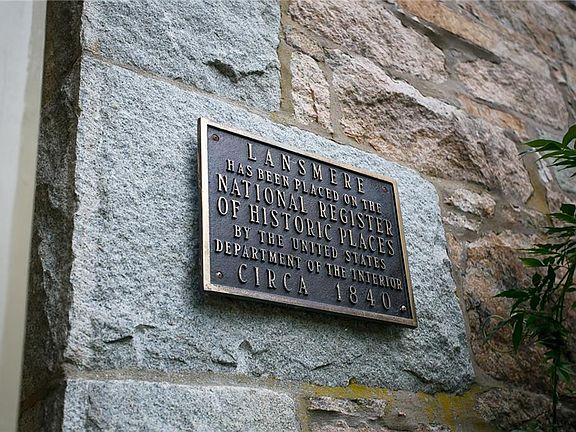 LANSMERE
HAS BEEN PLACED ON THE
NATIONAL REGISTER
OF HISTORIC PLACES
BY THE UNITED STATES
DEPARTMENT OF THE INTERIOR
CIRCA 1840